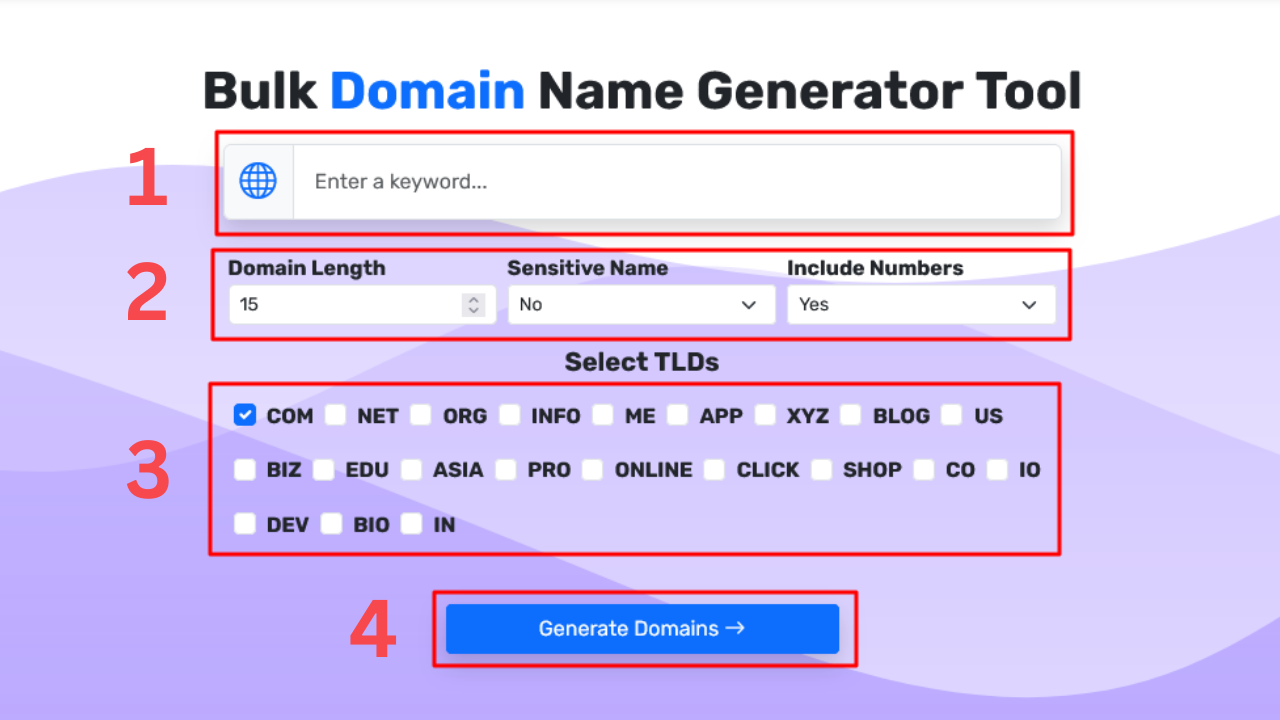 Bulk Domain Name Generator Tool
1
Enter a keyword...
2
Domain Length Sensitive Name Include Numbers
15 No Yes
Select TLDs
3
COM NET ORG INFO ME APP XYZ BLOG US
BIZ EDU ASIA PRO ONLINE CLICK SHOP CO IO
DEV BIO IN
4
Generate Domains →